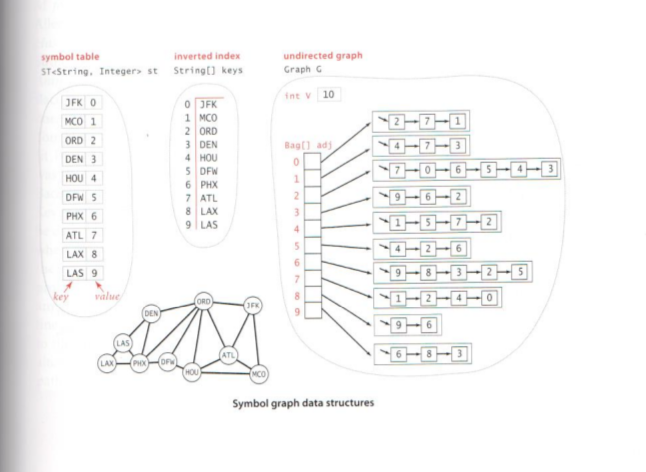 symbol table
ST<String, Integer> st
JFK 0
MCO 1
ORD 2
DEN 3
HOU 4
DFW 5
PHX 6
ATL 7
LAX 8
LAS 9
key value
inverted index
String[] keys
0 JFK
1 MCO
2 ORD
3 DEN
4 HOU
5 DFW
6 PHX
7 ATL
8 LAX
9 LAS
undirected graph
Graph G
int V 10
Bag[] adj
0
1
2
3
4
5
6
7
8
9
2 7 1
4 7 3
7 0 6 5 4 3
9 6 2
1 5 7 2
4 2 6
9 8 3 2 5
1 2 4 0
9 6
6 8 3
ORD
JFK
DEN
LAS
LAX
PHX
DFW
ATL
HOU
MCO
Symbol graph data structures